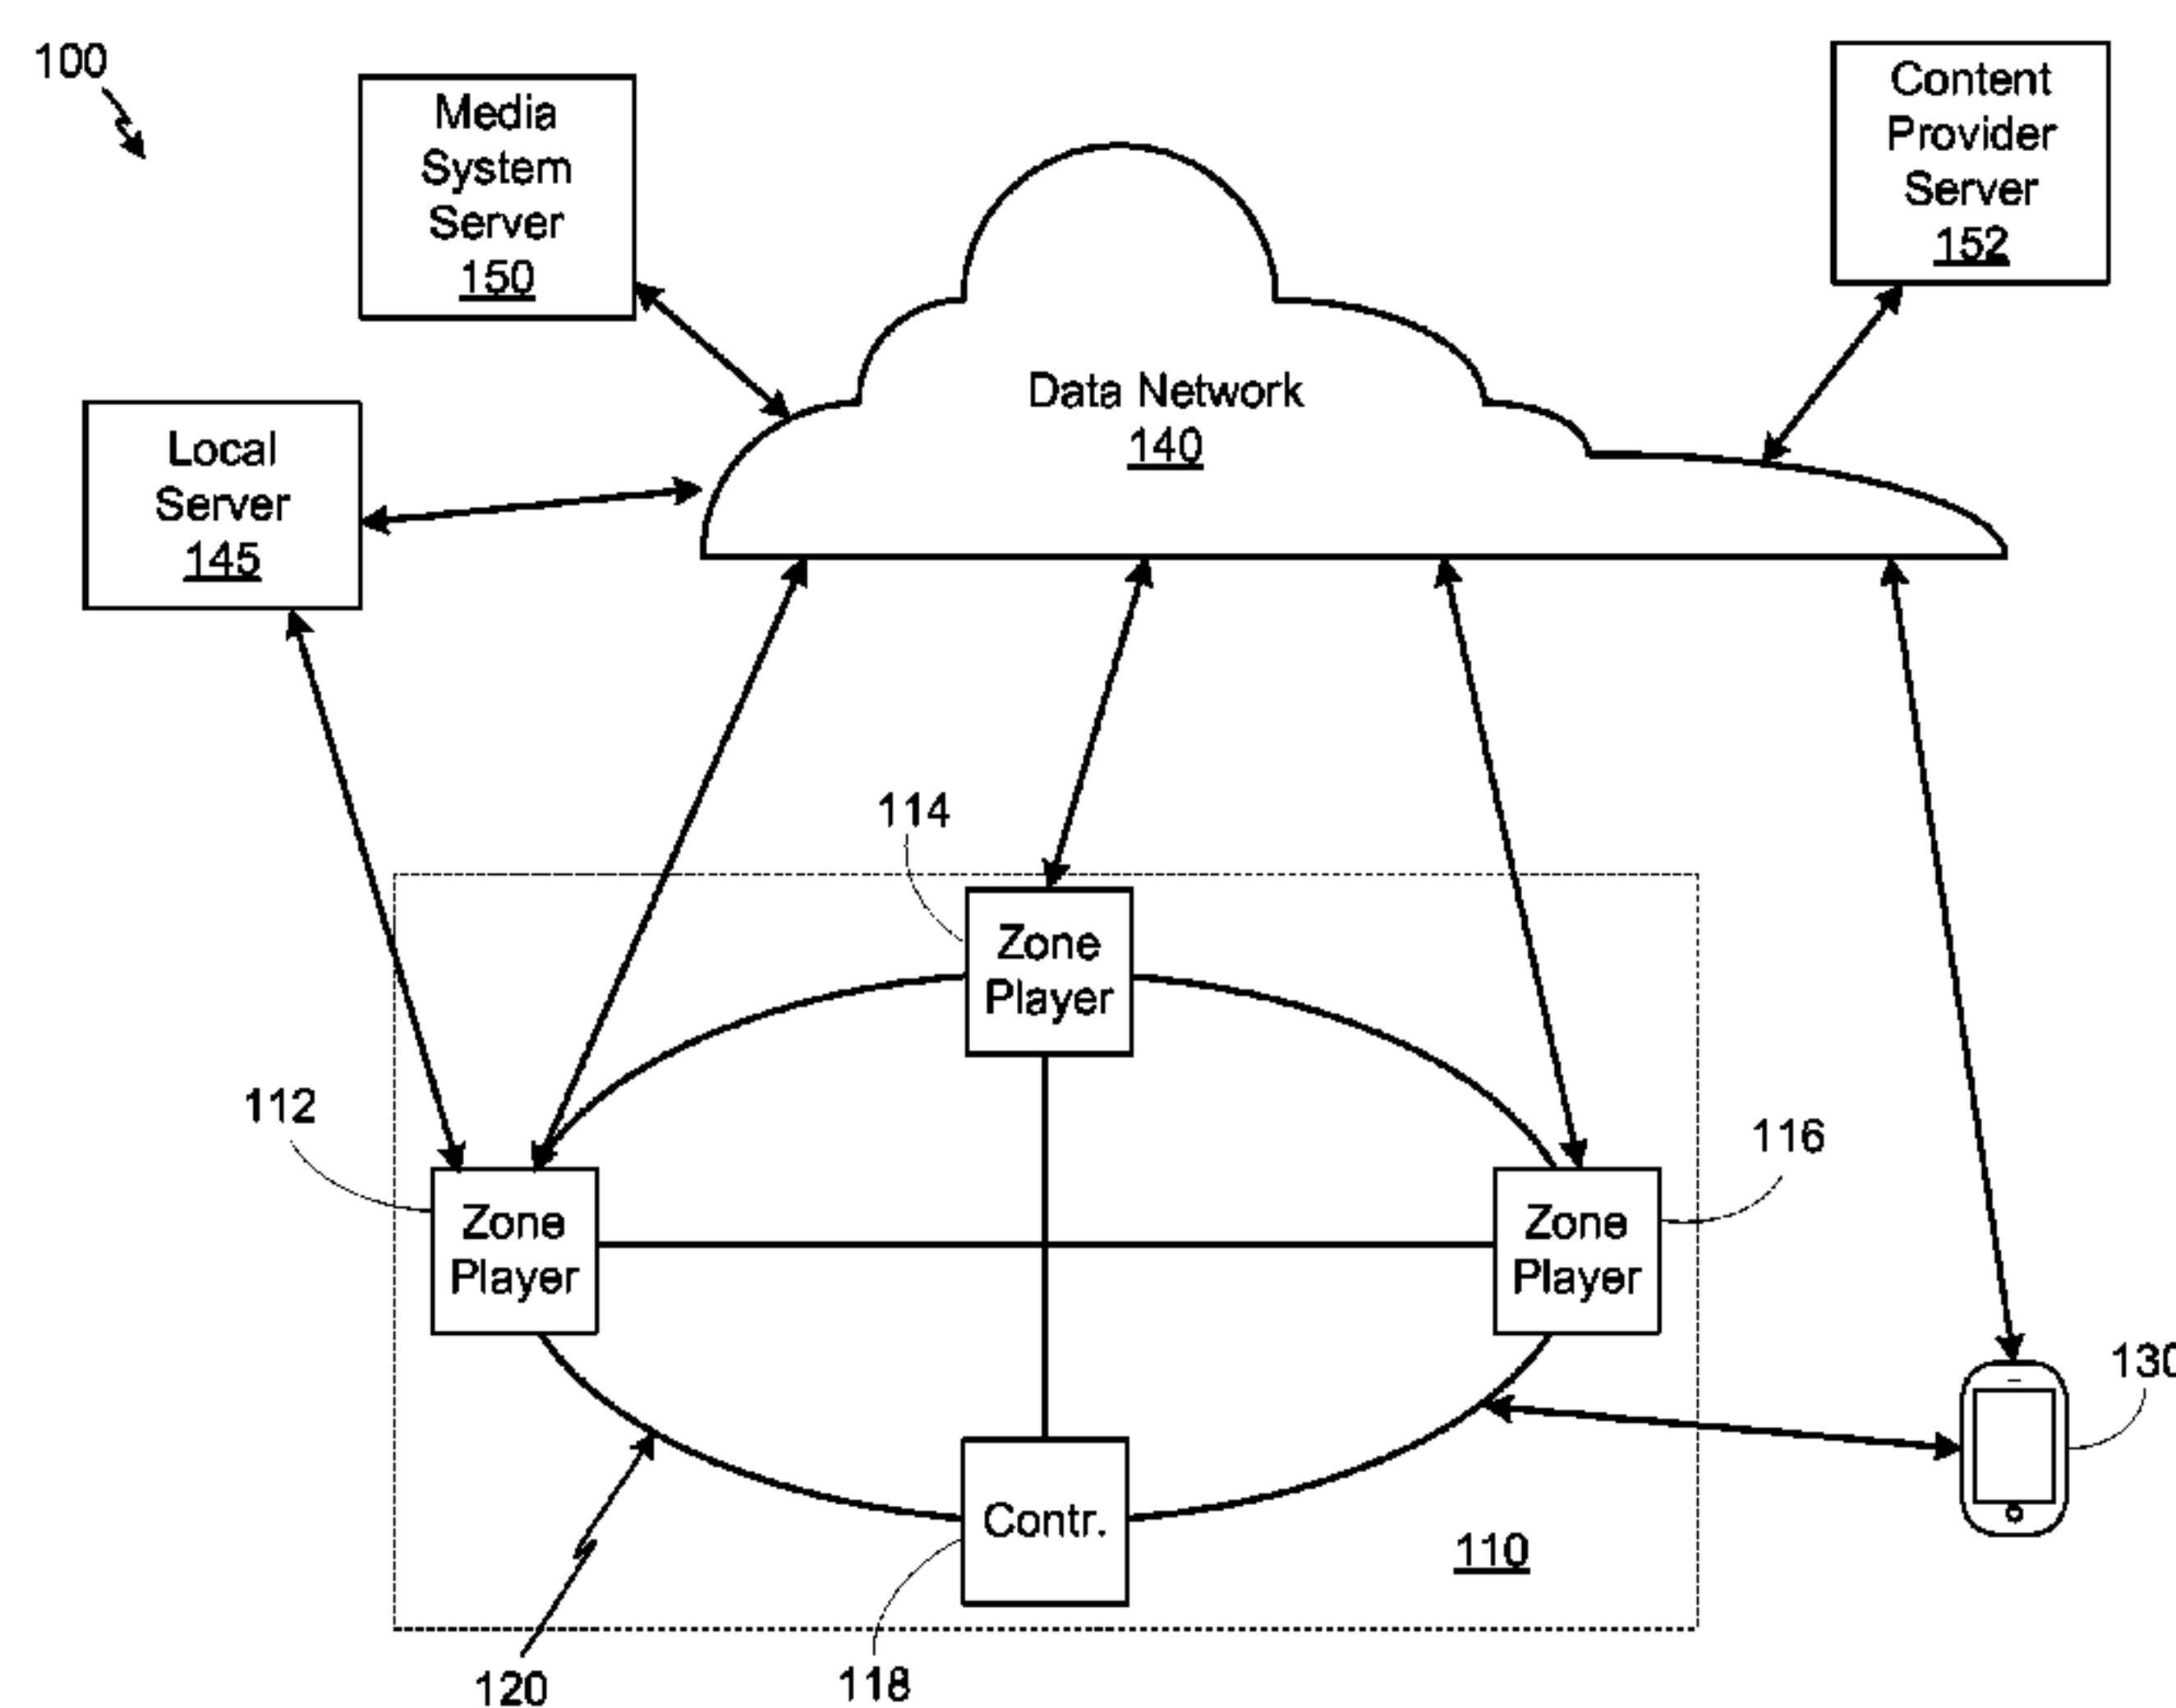 100
Media
System
Server
150
Content
Provider
Server
152
Data Network
140
Local
Server
145
114
Zone
Player
112
Zone
Player
116
Zone
Player
130
Contr.
110
120
118